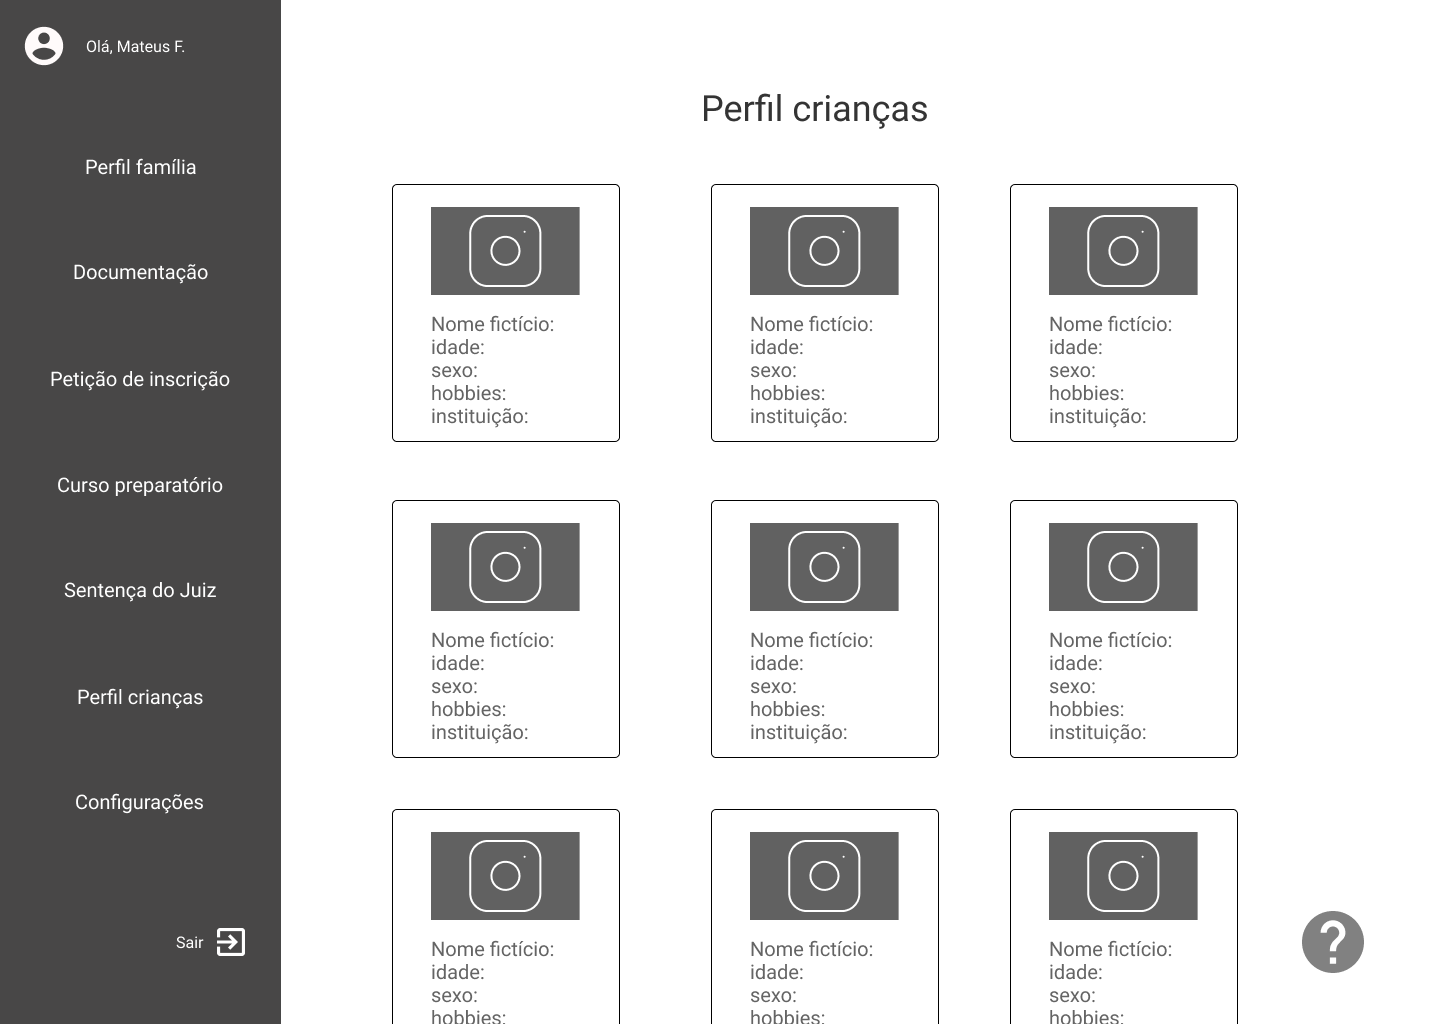 Olá, Mateus F.
Perfil família
Documentação
Petição de inscrição
Curso preparatório
Sentença do Juiz
Perfil crianças
Configurações
Sair
Perfil crianças
Nome fictício:
idade:
sexo:
hobbies:
instituição:
Nome fictício:
idade:
sexo:
hobbies:
instituição:
Nome fictício:
idade:
sexo:
hobbies:
instituição:
Nome fictício:
idade:
sexo:
hobbies:
instituição:
Nome fictício:
idade:
sexo:
hobbies:
instituição:
Nome fictício:
idade:
sexo:
hobbies:
instituição:
Nome fictício:
idade:
sexo:
hobbies:
Nome fictício:
idade:
sexo:
hobbies:
Nome fictício:
idade:
sexo:
hobbies:
?